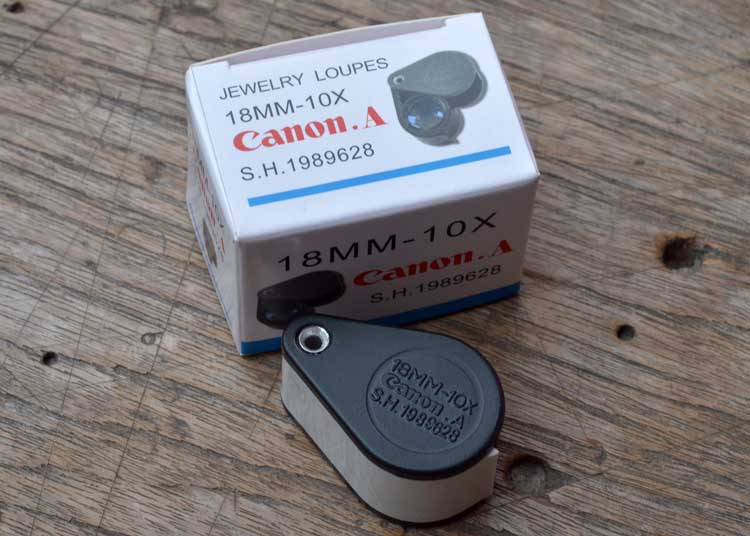 JEWELRY LOUPES
18MM-10X
Canon.A
S.H.1989628
18MM-10X
Canon.A
S.H.1989628
18MM-10X
Canon.A
S.H.1989628